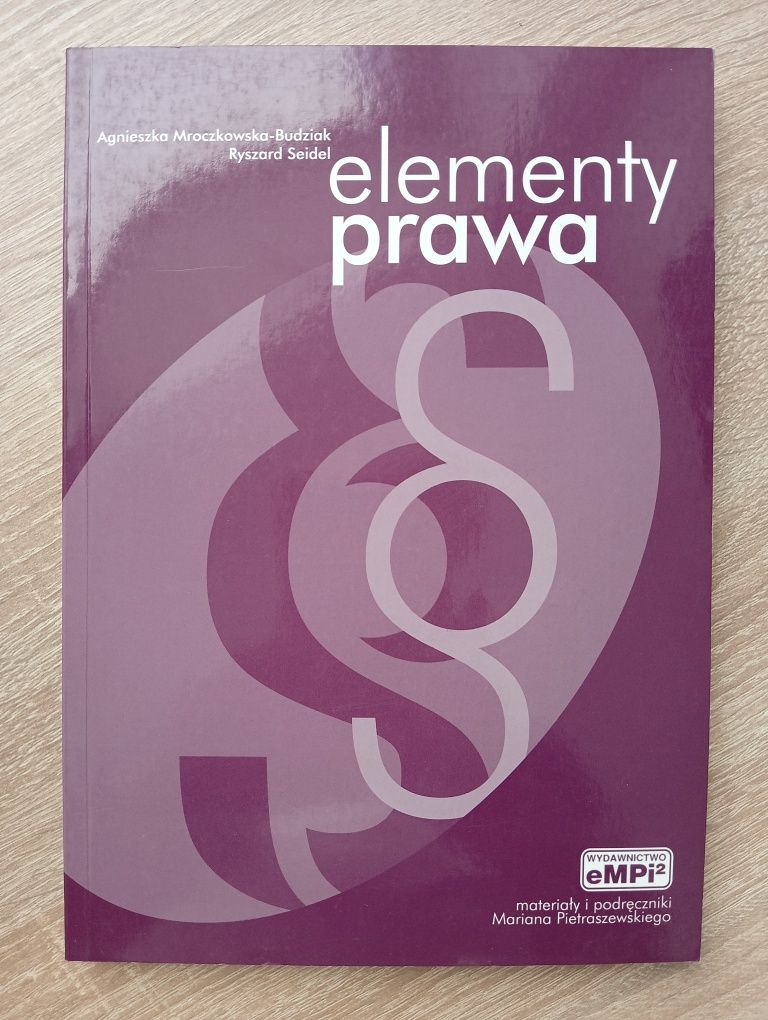 Agnieszka Mroczkowska-Budziak
Ryszard Seidel
elementy
prawa
WYDAWNICTWO
eMPi²
materiały i podręczniki
Mariana Pietraszewskiego